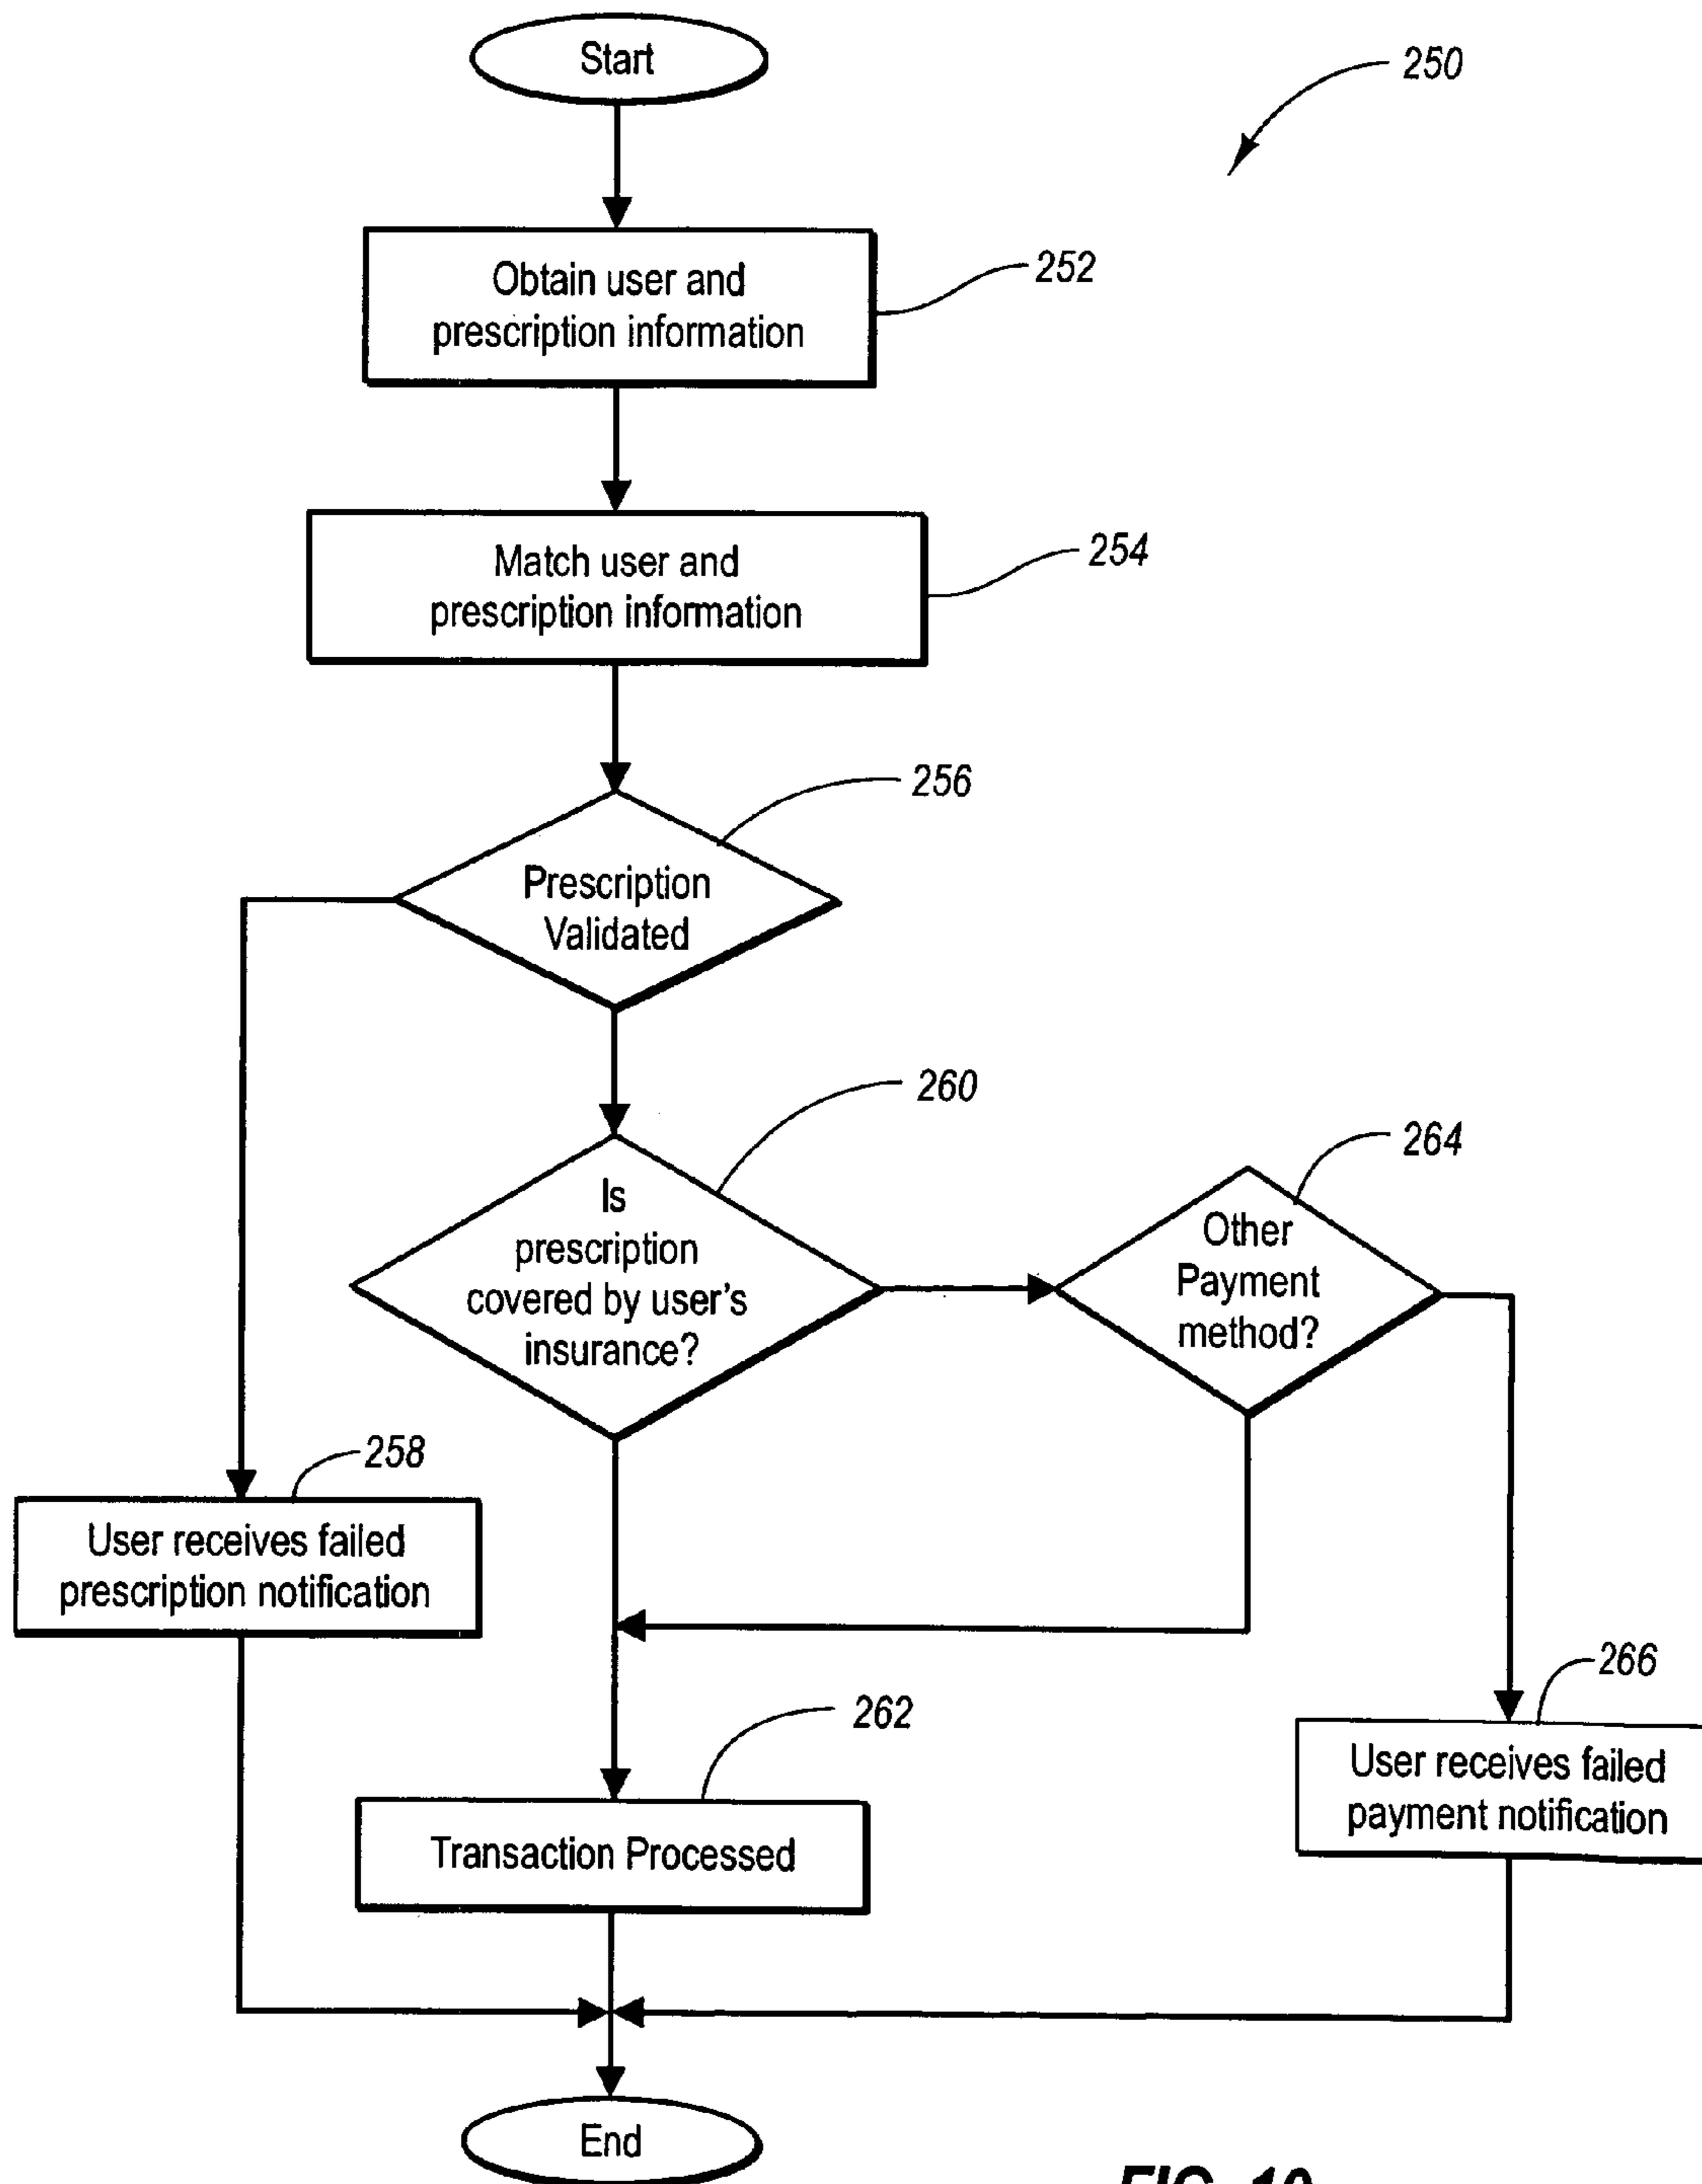 Start
250
Obtain user and
prescription information
252
Match user and
prescription information
254
256
Prescription
Validated
260
Is
prescription
covered by user's
insurance?
264
Other
Payment
method?
258
User receives failed
prescription notification
266
User receives failed
payment notification
262
Transaction Processed
End